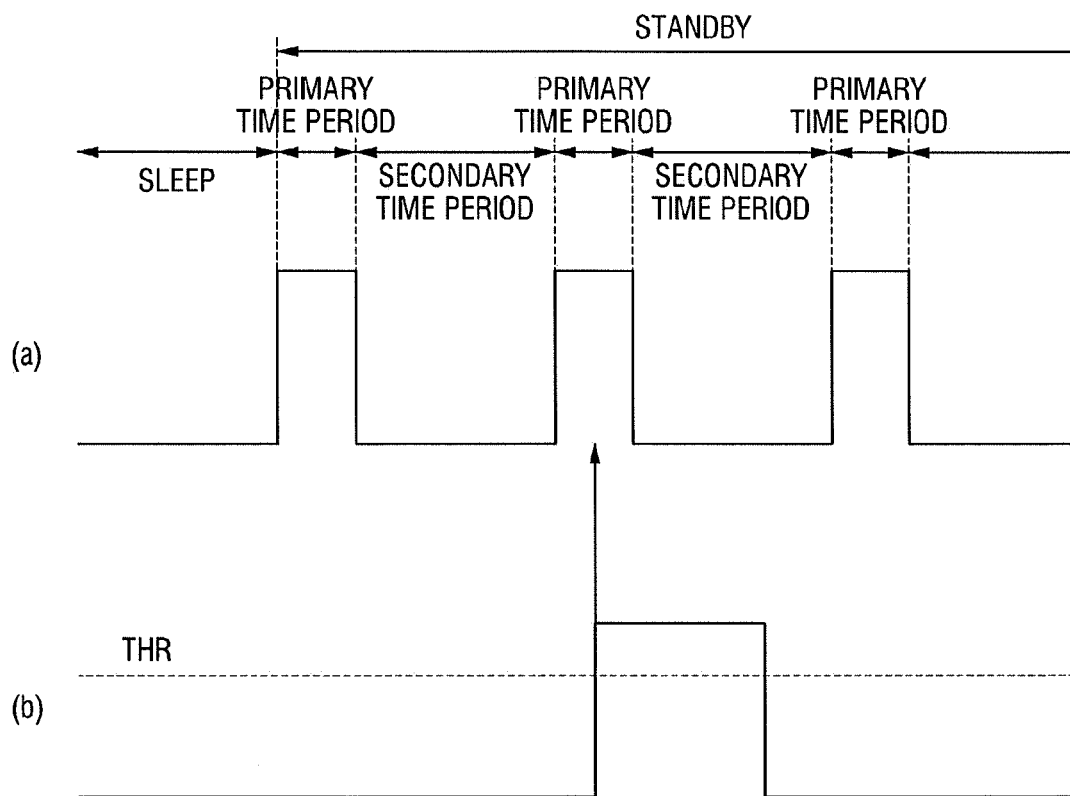 STANDBY
PRIMARY
TIME PERIOD
PRIMARY
TIME PERIOD
PRIMARY
TIME PERIOD
SLEEP
SECONDARY
TIME PERIOD
SECONDARY
TIME PERIOD
(a)
THR
(b)